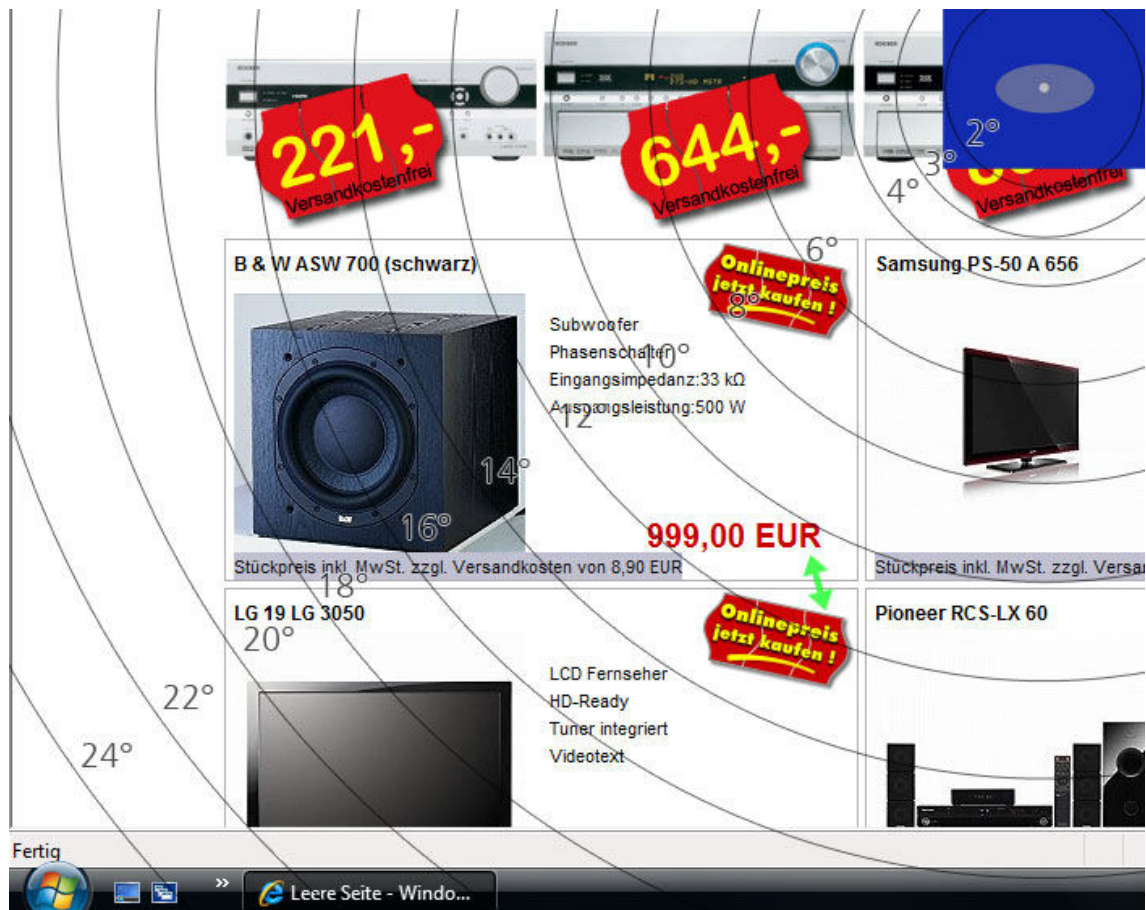 221,-
Versandkostenfrei
644,-
Versandkostenfrei
Versandkostenfrei
2°
3°
4°
6°
8°
10°
12°
14°
16°
18°
20°
22°
24°
B & W ASW 700 (schwarz)
Onlinepreis
jetzt kaufen !
Subwoofer
Phasenschalter
Eingangsimpedanz:33 kΩ
Ausgangsleistung:500 W
999,00 EUR
Stückpreis inkl. MwSt. zzgl. Versandkosten von 8,90 EUR
Samsung PS-50 A 656
Stückpreis inkl. MwSt. zzgl.
LG 19 LG 3050
Onlinepreis
jetzt kaufen !
LCD Fernseher
HD-Ready
Tuner integriert
Videotext
Pioneer RCS-LX 60
Fertig
»
Leere Seite - Windo...